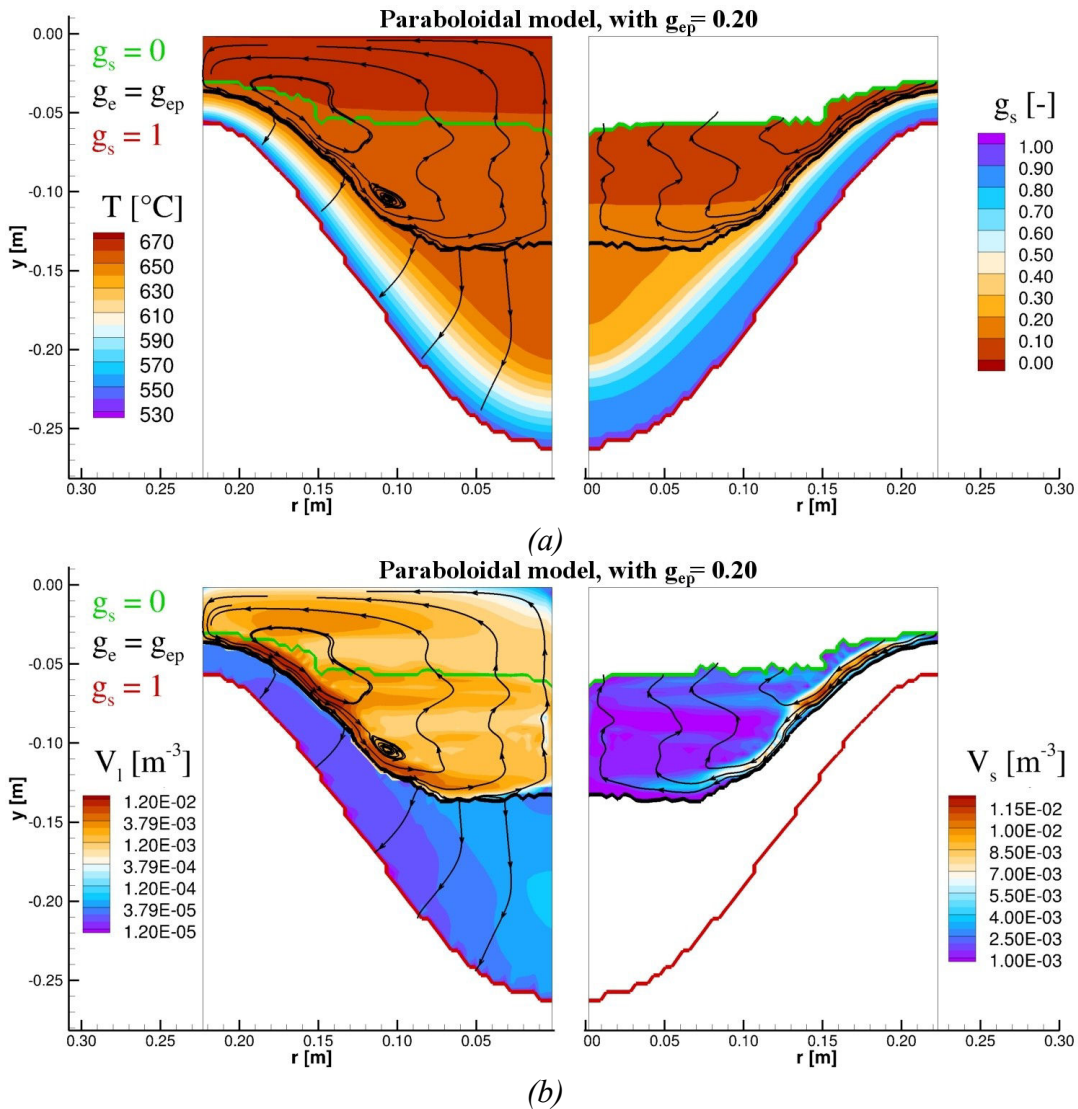 Paraboloidal model, with gep= 0.20
0.00
-0.05
-0.10
-0.15
-0.20
-0.25
y [m]
gs = 0
ge = gep
gs = 1
T [°C]
670
650
630
610
590
570
550
530
0.30
0.25
0.20
0.15
0.10
0.05
r [m]
gs [-]
1.00
0.90
0.80
0.70
0.60
0.50
0.40
0.30
0.20
0.10
0.00
00
0.05
0.10
0.15
0.20
0.25
0.30
r [m]
(a)
Paraboloidal model, with gep= 0.20
0.00
-0.05
-0.10
-0.15
-0.20
-0.25
y [m]
gs = 0
ge = gep
gs = 1
Vl [m-3]
1.20E-02
3.79E-03
1.20E-03
3.79E-04
1.20E-04
3.79E-05
1.20E-05
0.30
0.25
0.20
0.15
0.10
0.05
r [m]
Vs [m-3]
1.15E-02
1.00E-02
8.50E-03
7.00E-03
5.50E-03
4.00E-03
2.50E-03
1.00E-03
00
0.05
0.10
0.15
0.20
0.25
0.30
r [m]
(b)